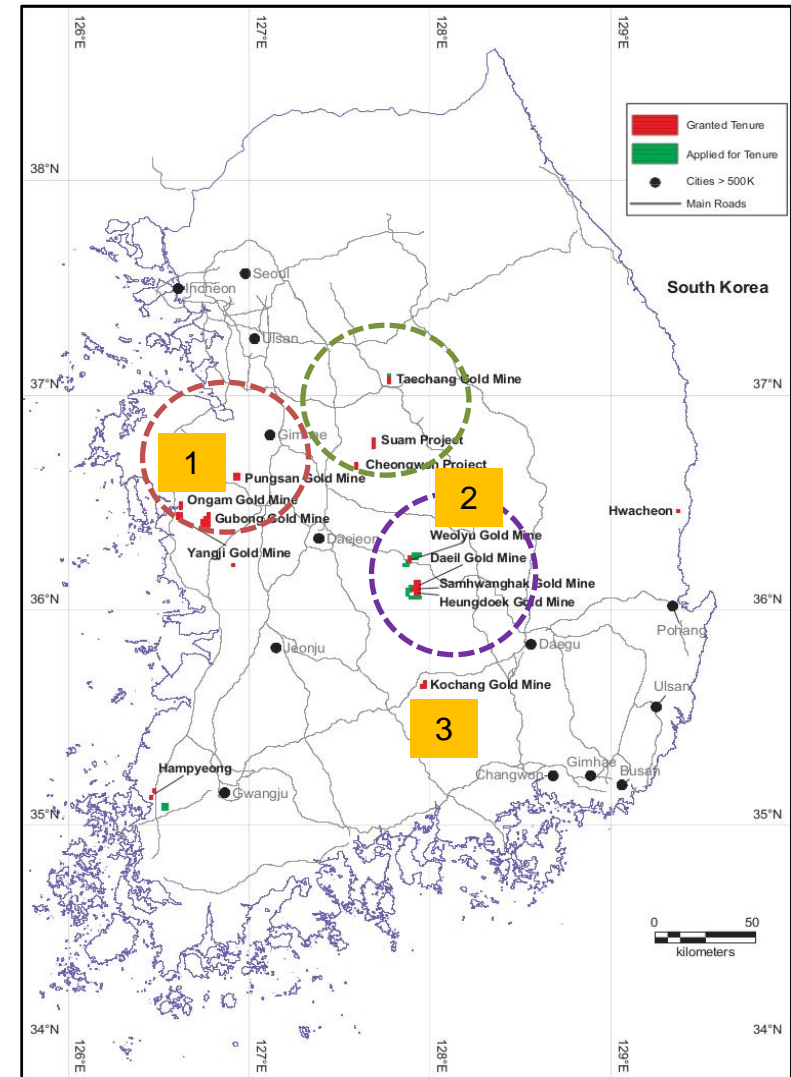 126°E
127°E
128°E
129°E
Granted Tenure
Applied for Tenure
Cities > 500K
Main Roads
38°N
38°N
South Korea
Seoul
Incheon
Ulsan
37°N
37°N
Taechang Gold Mine
Gimhae
Suam Project
Cheongwon Project
1
Pungsan Gold Mine
2
Ongam Gold Mine
Gubong Gold Mine
Hwacheon
Weolyu Gold Mine
Daejeon
Yangji Gold Mine
Daeil Gold Mine
Samhwanghak Gold Mine
Heungdoek Gold Mine
36°N
36°N
Pohang
Jeonju
Daegu
Kochang Gold Mine
Ulsan
3
Hampyeong
Gimhae
Changwon
Busan
Gwangju
35°N
35°N
0 50
kilometers
34°N
34°N
126°E
127°E
128°E
129°E